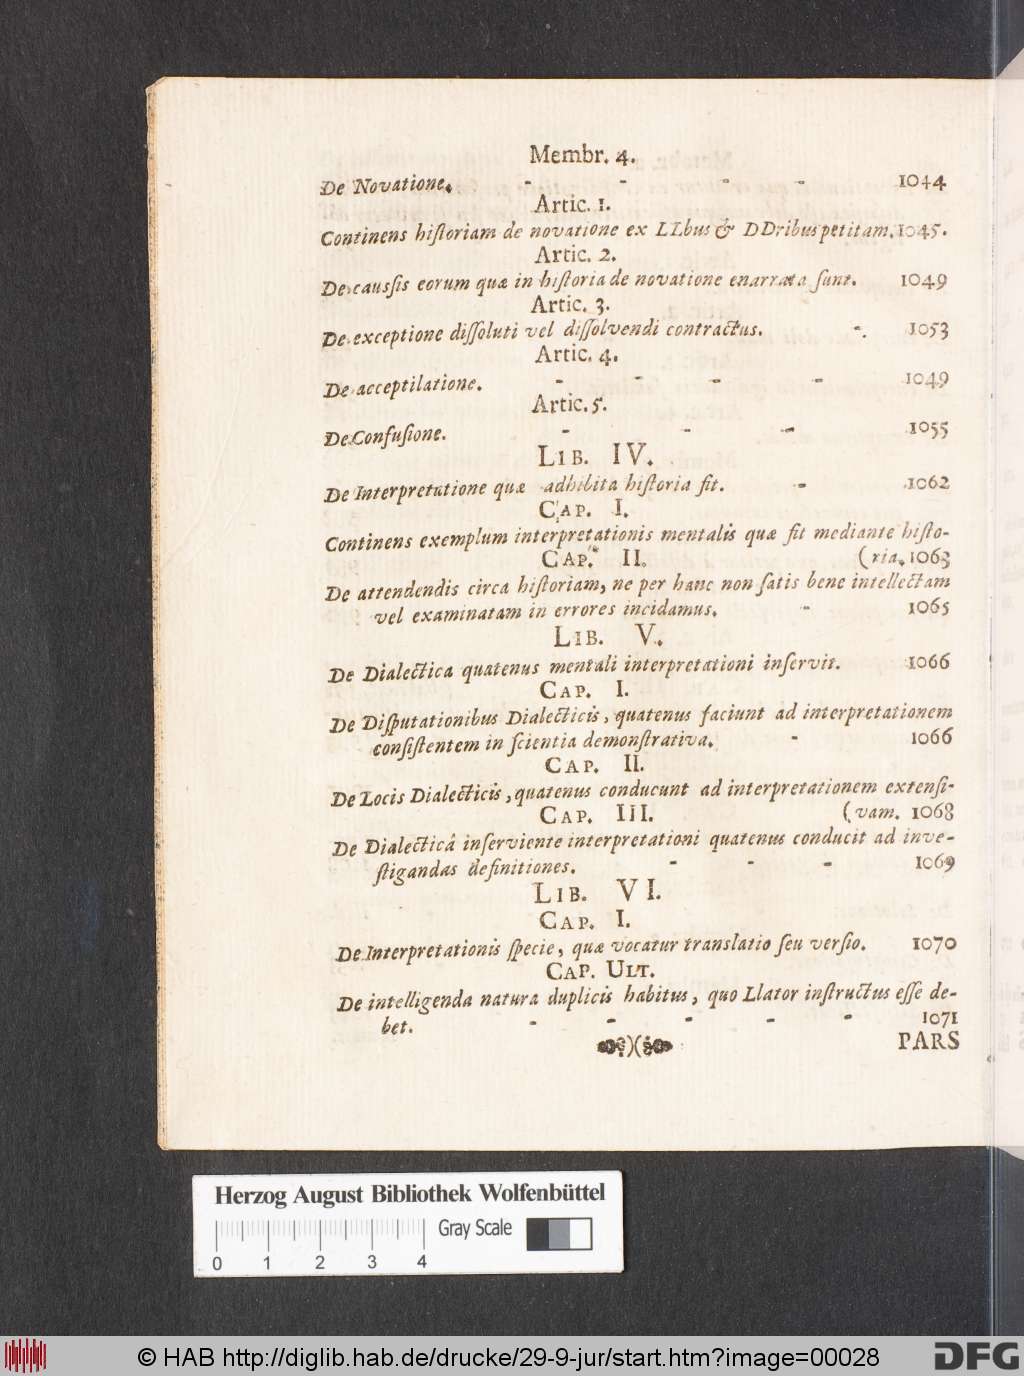 Membr. 4.
De Novatione. - - - - 1044
Artic. 1.
Continens hiſtoriam de novatione ex LLbus & DDribus petitam. 1045.
Artic. 2.
De cauſsis eorum quæ in hiſtoria de novatione enarrata ſunt. 1049
Artic. 3.
De exceptione diſſoluti vel diſſolvendi contractus. - . 1053
Artic. 4.
De acceptilatione. - - - - 1049
Artic. 5.
De Confuſione. - - - 1055
LIB. IV.
De Interpretatione quæ adhibita hiſtoria fit. - 1062
CAP. I.
Continens exemplum interpretationis mentalis quæ fit mediante hiſto-
CAP. II. (ria. 1063
De attendendis circa hiſtoriam, ne per hanc non ſatis bene intellectam
vel examinatam in errores incidamus. - 1065
LIB. V.
De Dialectica quatenus mentali interpretationi inſervit. 1066
CAP. I.
De Diſputationibus Dialecticis, quatenus faciunt ad interpretationem
conſiſtentem in ſcientia demonſtrativa. - 1066
CAP. II.
De Locis Dialecticis, quatenus conducunt ad interpretationem extenſi-
CAP. III. (vam. 1068
De Dialecticâ inſerviente interpretationi quatenus conducit ad inve-
ſtigandas definitiones. - - - 1069
LIB. VI.
CAP. I.
De Interpretationis ſpecie, quæ vocatur translatio ſeu verſio. 1070
CAP. ULT.
De intelligenda natura duplicis habitus, quo Llator inſtructus eſſe de-
bet. - - - - - 1071
PARS
Herzog August Bibliothek Wolfenbüttel
Gray Scale
0 1 2 3 4
© HAB http://diglib.hab.de/drucke/29-9-jur/start.htm?image=00028
DFG